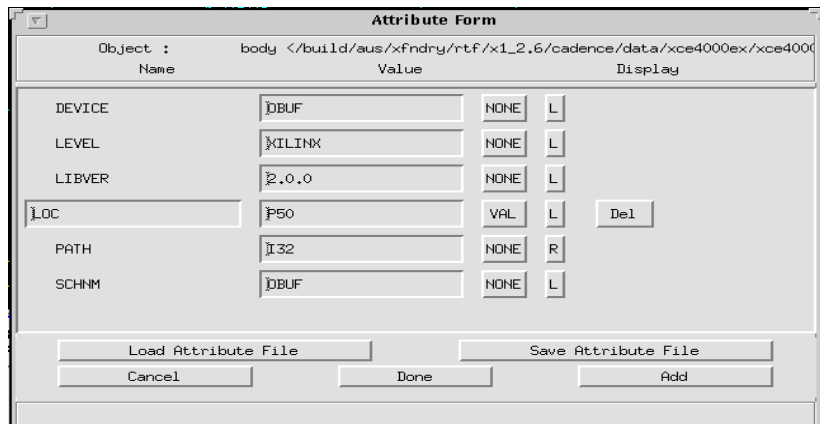 Attribute Form
Object : body </build/aus/xfndry/rtf/x1_2.6/cadence/data/xce4000ex/xce400
Name Value Display
DEVICE OBUF NONE L
LEVEL XILINX NONE L
LIBVER 2.0.0 NONE L
LOC P50 VAL L Del
PATH I32 NONE R
SCHNM OBUF NONE L
Load Attribute File Save Attribute File
Cancel Done Add